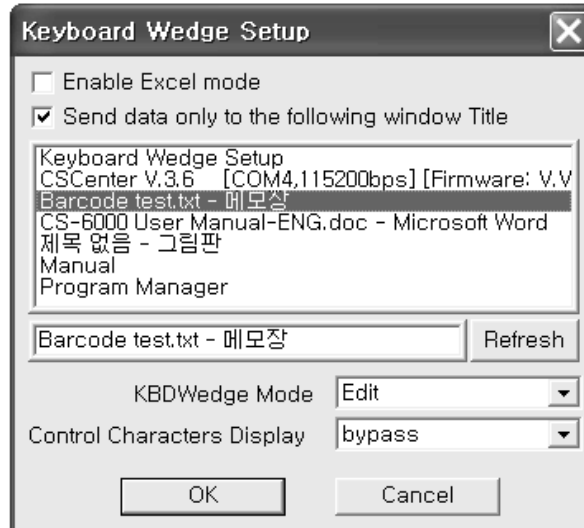 Keyboard Wedge Setup
Enable Excel mode
Send data only to the following window Title
Keyboard Wedge Setup
CSCenter V.3.6 [COM4,115200bps] [Firmware: V.V
Barcode test.txt - 메모장
CS-6000 User Manual-ENG.doc - Microsoft Word
제목 없음 - 그림판
Manual
Program Manager
Barcode test.txt - 메모장 Refresh
KBDWedge Mode Edit
Control Characters Display bypass
OK Cancel